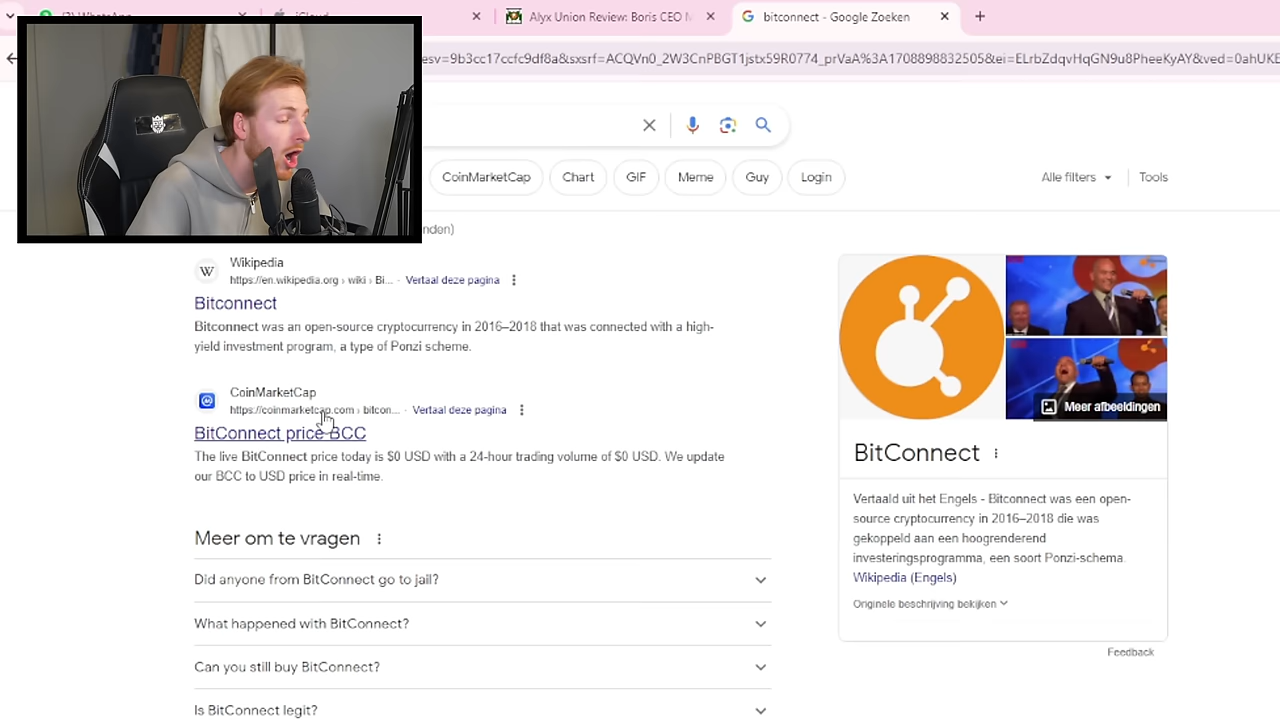 Alyx Union Review: Boris CEO M
bitconnect - Google Zoeken
esv=9b3cc17ccfc9df8a&sxsrf=ACQVn0_2W3CnPBGT1jstx59R0774_prVaA%3A1708898832505&ei=ELrbZdqvHqGN9u8PheeKyAY&ved=0ahUKE
CoinMarketCap
Chart
GIF
Meme
Guy
Login
Alle filters
Tools
nden)
Wikipedia
https://en.wikipedia.org › wiki › Bi... · Vertaal deze pagina
Bitconnect
Bitconnect was an open-source cryptocurrency in 2016–2018 that was connected with a high-
yield investment program, a type of Ponzi scheme.
CoinMarketCap
https://coinmarketcap.com › bitcon... · Vertaal deze pagina
BitConnect price BCC
The live BitConnect price today is $0 USD with a 24-hour trading volume of $0 USD. We update
our BCC to USD price in real-time.
Meer om te vragen
Did anyone from BitConnect go to jail?
What happened with BitConnect?
Can you still buy BitConnect?
Is BitConnect legit?
Meer afbeeldingen
BitConnect
Vertaald uit het Engels - Bitconnect was een open-
source cryptocurrency in 2016–2018 die was
gekoppeld aan een hoogrenderend
investeringsprogramma, een soort Ponzi-schema.
Wikipedia (Engels)
Originele beschrijving bekijken
Feedback